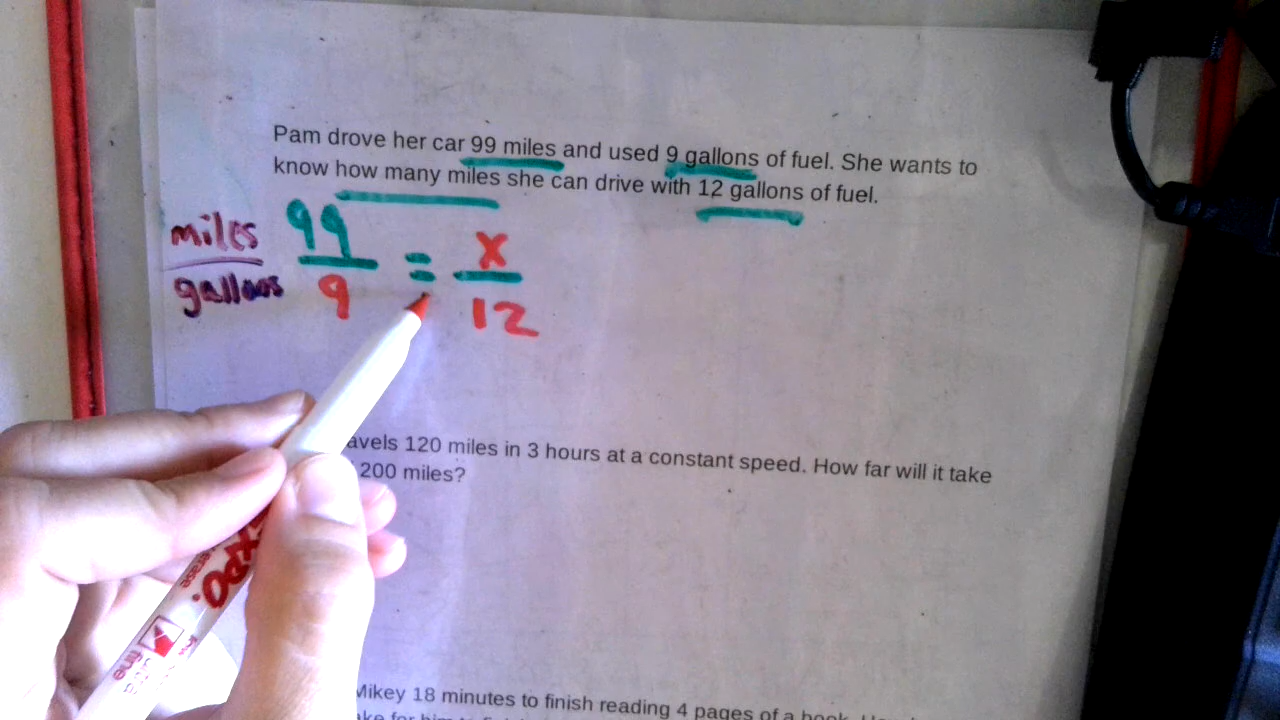 Pam drove her car 99 miles and used 9 gallons of fuel. She wants to
know how many miles she can drive with 12 gallons of fuel.
miles 99 = x
gallons 9 12
avels 120 miles in 3 hours at a constant speed. How far will it take
200 miles?
EXPO.
fine
Mikey 18 minutes to finish reading 4 pages of a book.